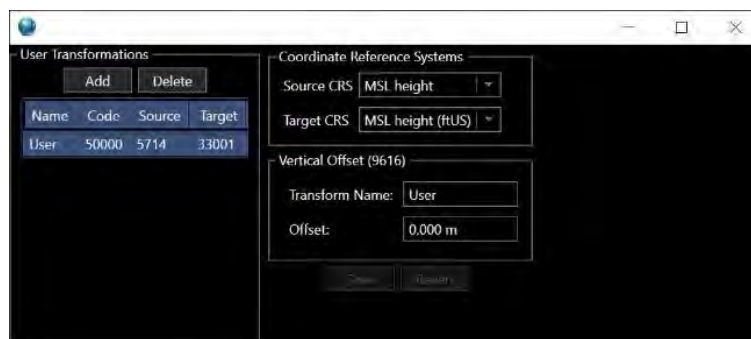 User Transformations
Add Delete
Name Code Source Target
User 50000 5714 33001
Coordinate Reference Systems
Source CRS MSL height
Target CRS MSL height (ftUS)
Vertical Offset (9616)
Transform Name: User
Offset: 0.000 m